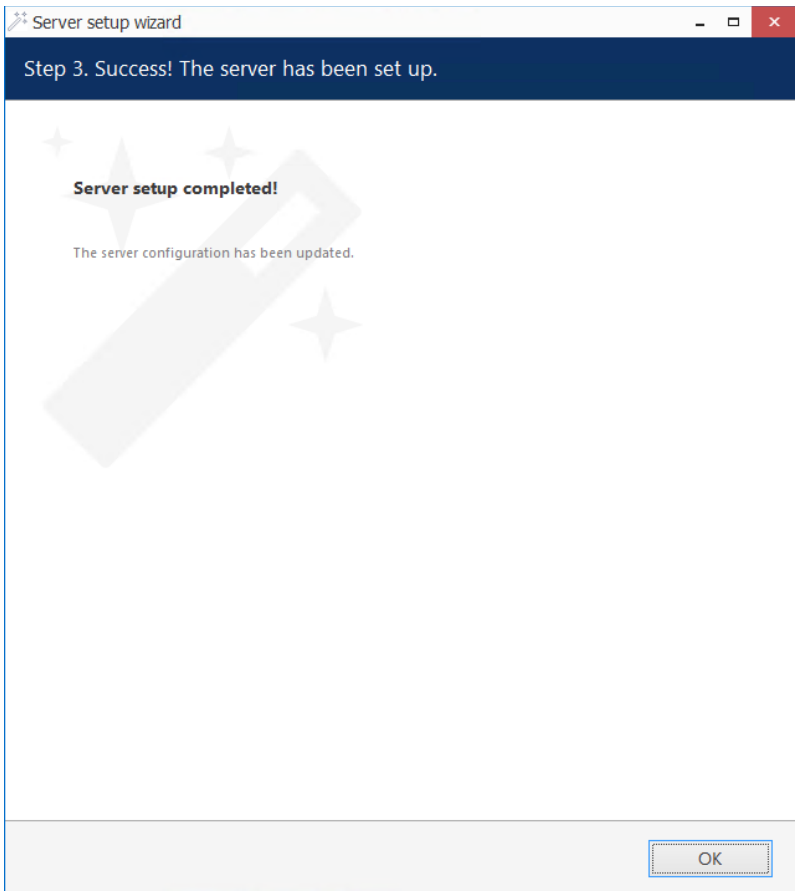 Server setup wizard
Step 3. Success! The server has been set up.
Server setup completed!
The server configuration has been updated.
OK